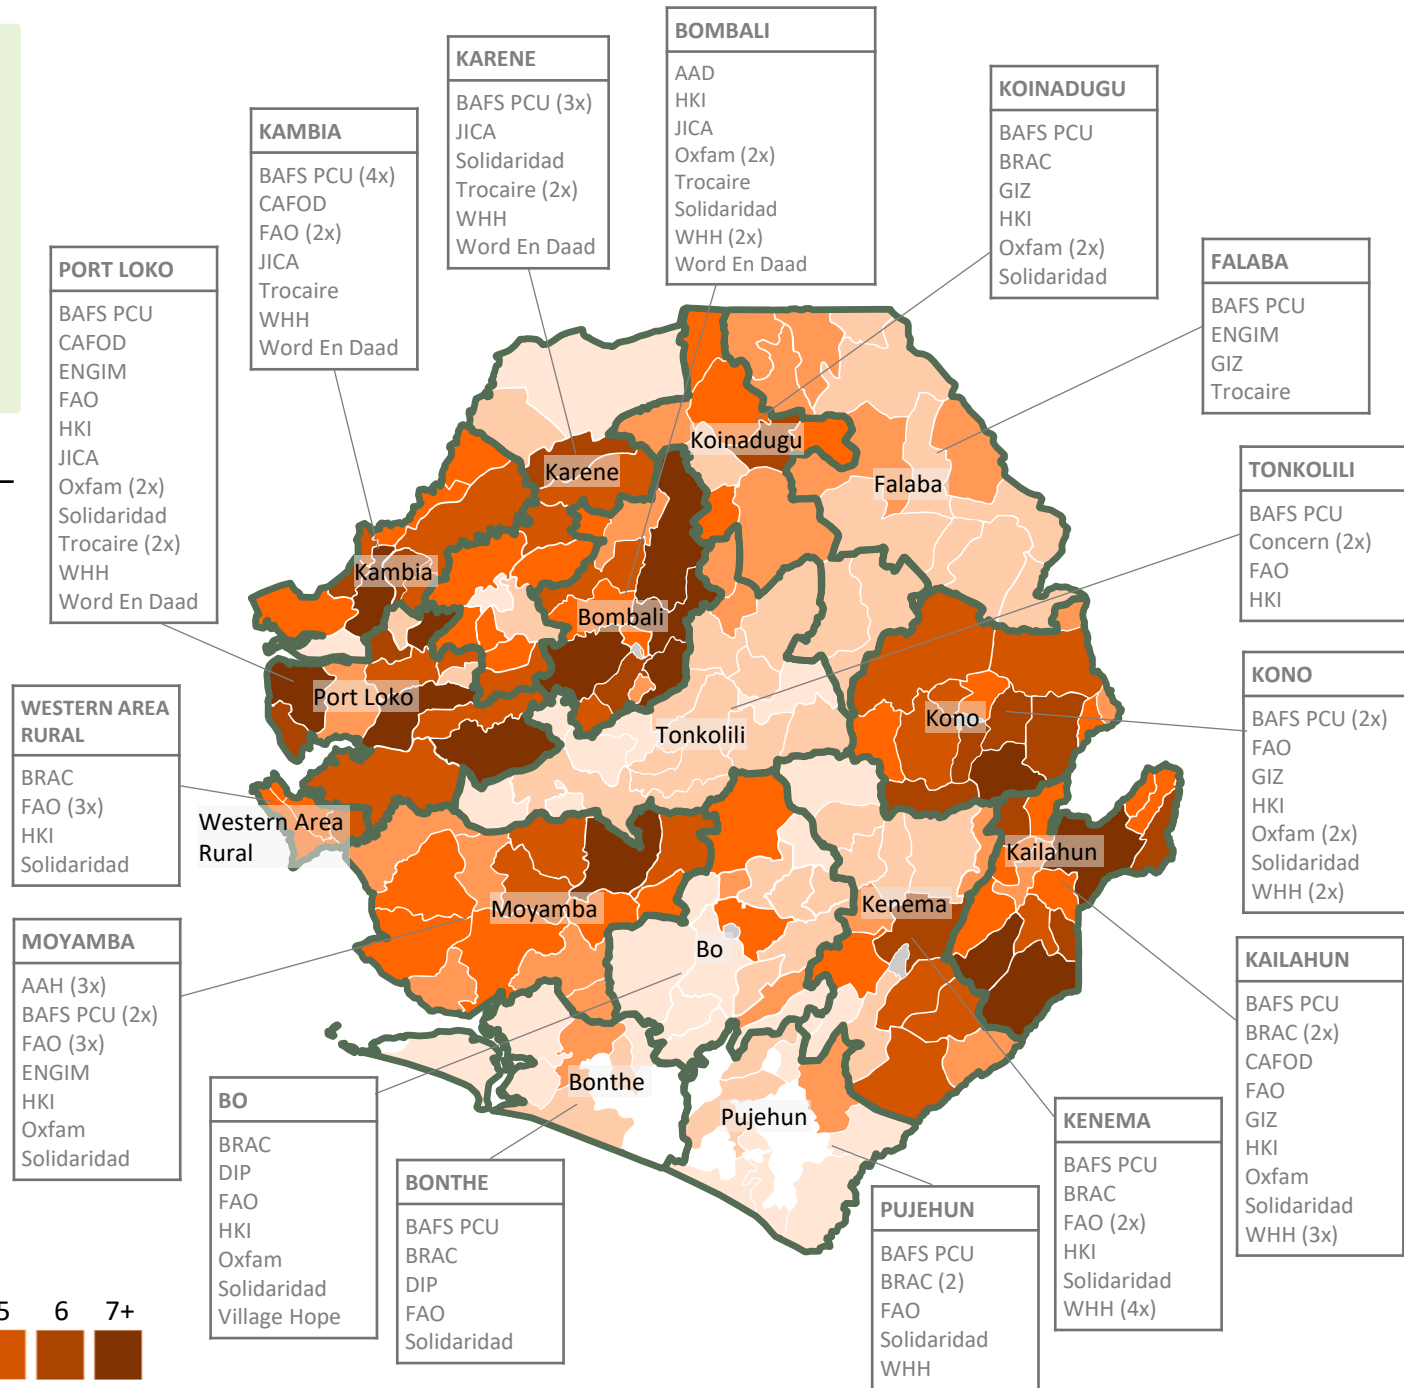 BOMBALI
AAD
HKI
JICA
Oxfam (2x)
Trocaire
Solidaridad
WHH (2x)
Word En Daad
KARENE
BAFS PCU (3x)
JICA
Solidaridad
Trocaire (2x)
WHH
Word En Daad
KOINADUGU
BAFS PCU
BRAC
GIZ
HKI
Oxfam (2x)
Solidaridad
KAMBIA
BAFS PCU (4x)
CAFOD
FAO (2x)
JICA
Trocaire
WHH
Word En Daad
PORT LOKO
BAFS PCU
CAFOD
ENGIM
FAO
HKI
JICA
Oxfam (2x)
Solidaridad
Trocaire (2x)
WHH
Word En Daad
FALABA
BAFS PCU
ENGIM
GIZ
Trocaire
TONKOLILI
BAFS PCU
Concern (2x)
FAO
HKI
KONO
BAFS PCU (2x)
FAO
GIZ
HKI
Oxfam (2x)
Solidaridad
WHH (2x)
WESTERN AREA
RURAL
BRAC
FAO (3x)
HKI
Solidaridad
MOYAMBA
AAH (3x)
BAFS PCU (2x)
FAO (3x)
ENGIM
HKI
Oxfam
Solidaridad
KAILAHUN
BAFS PCU
BRAC (2x)
CAFOD
FAO
GIZ
HKI
Oxfam
Solidaridad
WHH (3x)
BO
BRAC
DIP
FAO
HKI
Oxfam
Solidaridad
Village Hope
BONTHE
BAFS PCU
BRAC
DIP
FAO
Solidaridad
KENEMA
BAFS PCU
BRAC
FAO (2x)
HKI
Solidaridad
WHH (4x)
PUJEHUN
BAFS PCU
BRAC (2)
FAO
Solidaridad
WHH
Koinadugu
Karene
Falaba
Kambia
Bombali
Port Loko
Kono
Tonkolili
Western Area
Rural
Kailahun
Moyamba
Kenema
Bo
Bonthe
Pujehun
5 6 7+